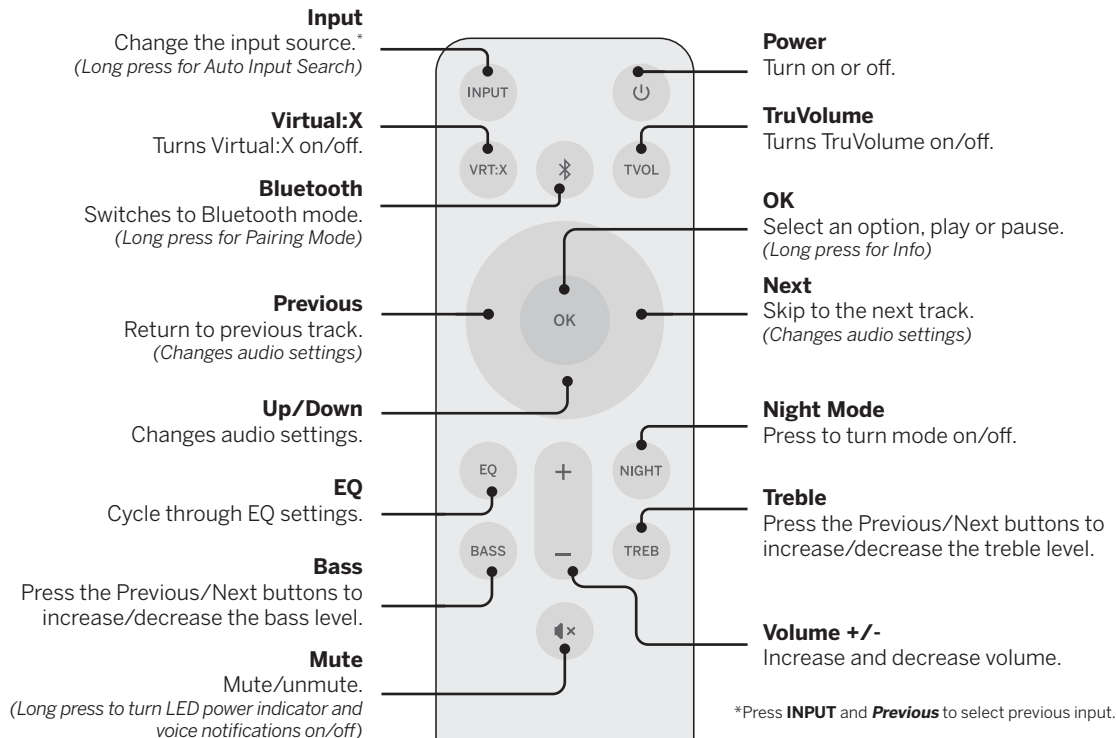 Input
Change the input source.*
(Long press for Auto Input Search)
Virtual:X
Turns Virtual:X on/off.
Bluetooth
Switches to Bluetooth mode.
(Long press for Pairing Mode)
Previous
Return to previous track.
(Changes audio settings)
Up/Down
Changes audio settings.
EQ
Cycle through EQ settings.
Bass
Press the Previous/Next buttons to
increase/decrease the bass level.
Mute
Mute/unmute.
(Long press to turn LED power indicator and
voice notifications on/off)
INPUT
VRT:X
TVOL
OK
EQ
+
NIGHT
BASS
–
TREB
Power
Turn on or off.
TruVolume
Turns TruVolume on/off.
OK
Select an option, play or pause.
(Long press for Info)
Next
Skip to the next track.
(Changes audio settings)
Night Mode
Press to turn mode on/off.
Treble
Press the Previous/Next buttons to
increase/decrease the treble level.
Volume +/-
Increase and decrease volume.
*Press INPUT and Previous to select previous input.